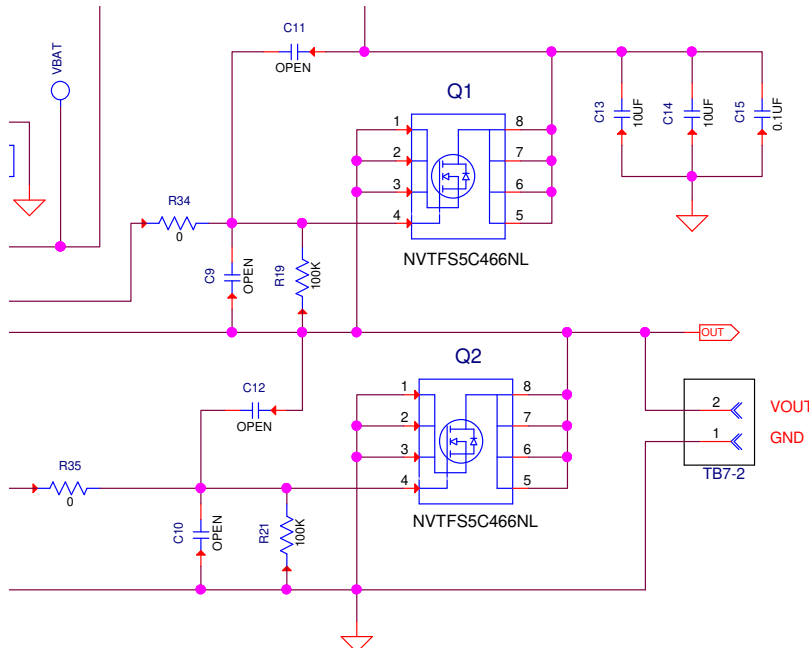 C11
OPEN
VBAT
Q1
C13
10UF
C14
10UF
C15
0.1UF
1
8
2
7
3
6
4
5
R34
0
NVTFS5C466NL
C9
OPEN
R19
100K
OUT
Q2
C12
OPEN
1
8
2
7
3
6
4
5
2
VOUT
1
GND
TB7-2
R35
0
NVTFS5C466NL
C10
OPEN
R21
100K